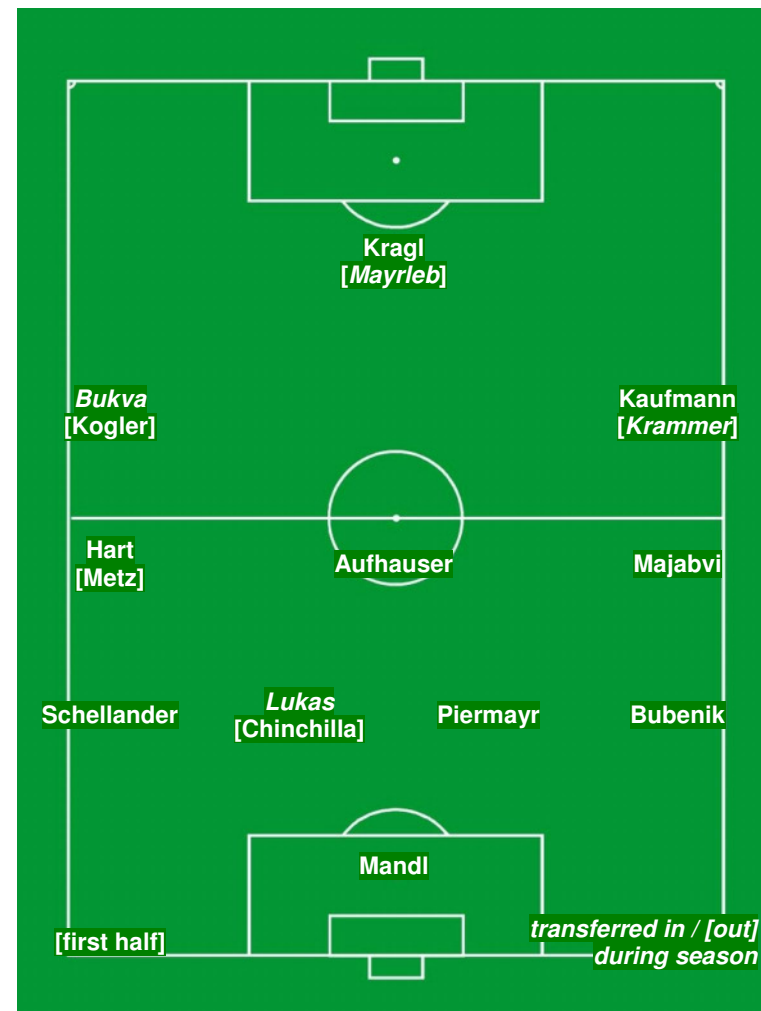 Kragl
[Mayrleb]
Bukva
[Kogler]
Kaufmann
[Krammer]
Hart
[Metz]
Aufhauser
Majabvi
Schellander
Lukas
[Chinchilla]
Piermayr
Bubenik
Mandl
[first half]
transferred in / [out]
during season